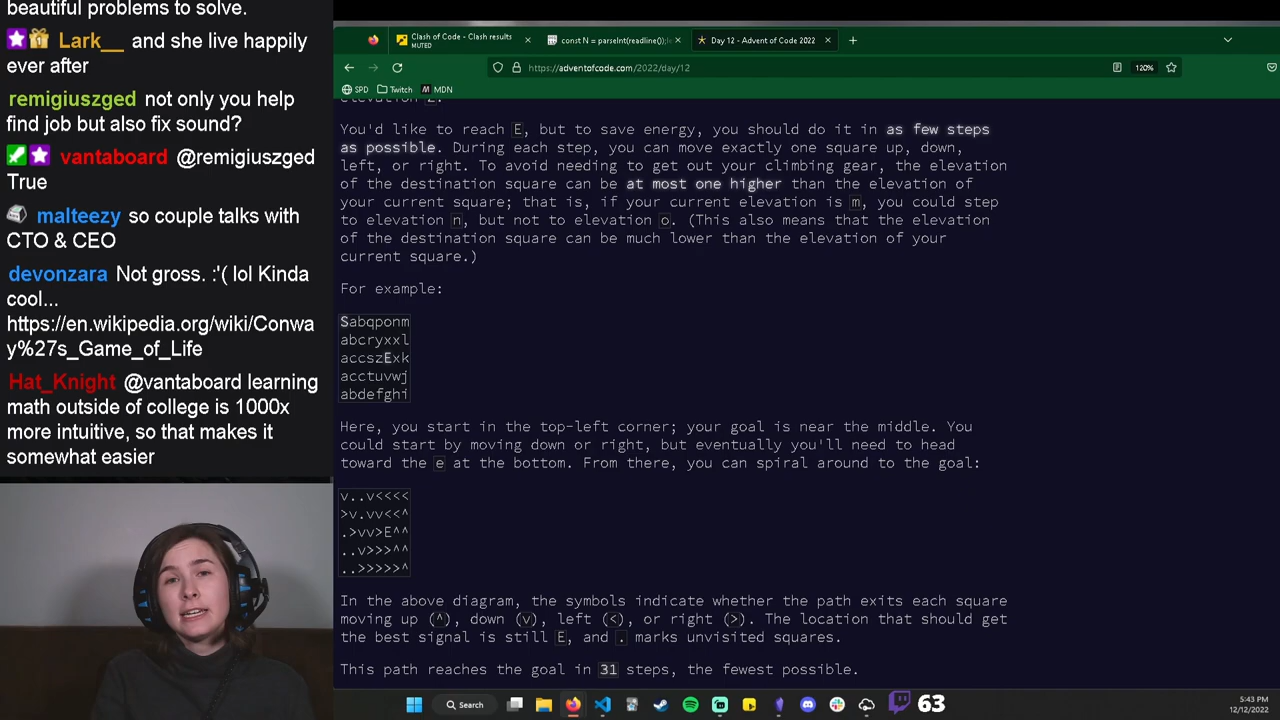 beautiful problems to solve.
Lark__ and she live happily
ever after
remigiuszged not only you help
find job but also fix sound?
vantaboard @remigiuszged
True
malteezy so couple talks with
CTO & CEO
devonzara Not gross. :'( lol Kinda
cool...
https://en.wikipedia.org/wiki/Conwa
y%27s_Game_of_Life
Hat_Knight @vantaboard learning
math outside of college is 1000x
more intuitive, so that makes it
somewhat easier
Clash of Code - Clash results
MUTED
const N = parseInt(readline());l
Day 12 - Advent of Code 2022
https://adventofcode.com/2022/day/12
120%
SPD Twitch MDN
elevation z.
You'd like to reach E, but to save energy, you should do it in as few steps
as possible. During each step, you can move exactly one square up, down,
left, or right. To avoid needing to get out your climbing gear, the elevation
of the destination square can be at most one higher than the elevation of
your current square; that is, if your current elevation is m, you could step
to elevation n, but not to elevation o. (This also means that the elevation
of the destination square can be much lower than the elevation of your
current square.)
For example:
Sabqponm
abcryxxl
accszExk
acctuvwj
abdefghi
Here, you start in the top-left corner; your goal is near the middle. You
could start by moving down or right, but eventually you'll need to head
toward the e at the bottom. From there, you can spiral around to the goal:
v..v<<<<
>v.vv<<^
.>vv>E^^
..v>>>^^
..>>>>>^
In the above diagram, the symbols indicate whether the path exits each square
moving up (^), down (v), left (<), or right (>). The location that should get
the best signal is still E, and . marks unvisited squares.
This path reaches the goal in 31 steps, the fewest possible.
Search
63
5:43 PM
12/12/2022